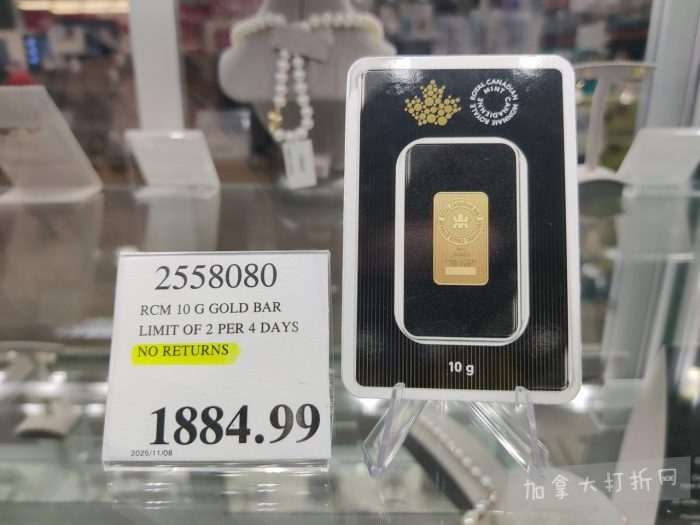 2558080
RCM 10 G GOLD BAR
LIMIT OF 2 PER 4 DAYS
NO RETURNS
1884.99
2025/11/08
ROYAL CANADIAN MINT
MONNAIE ROYALE CANADIENNE
10 g
加拿大打折网